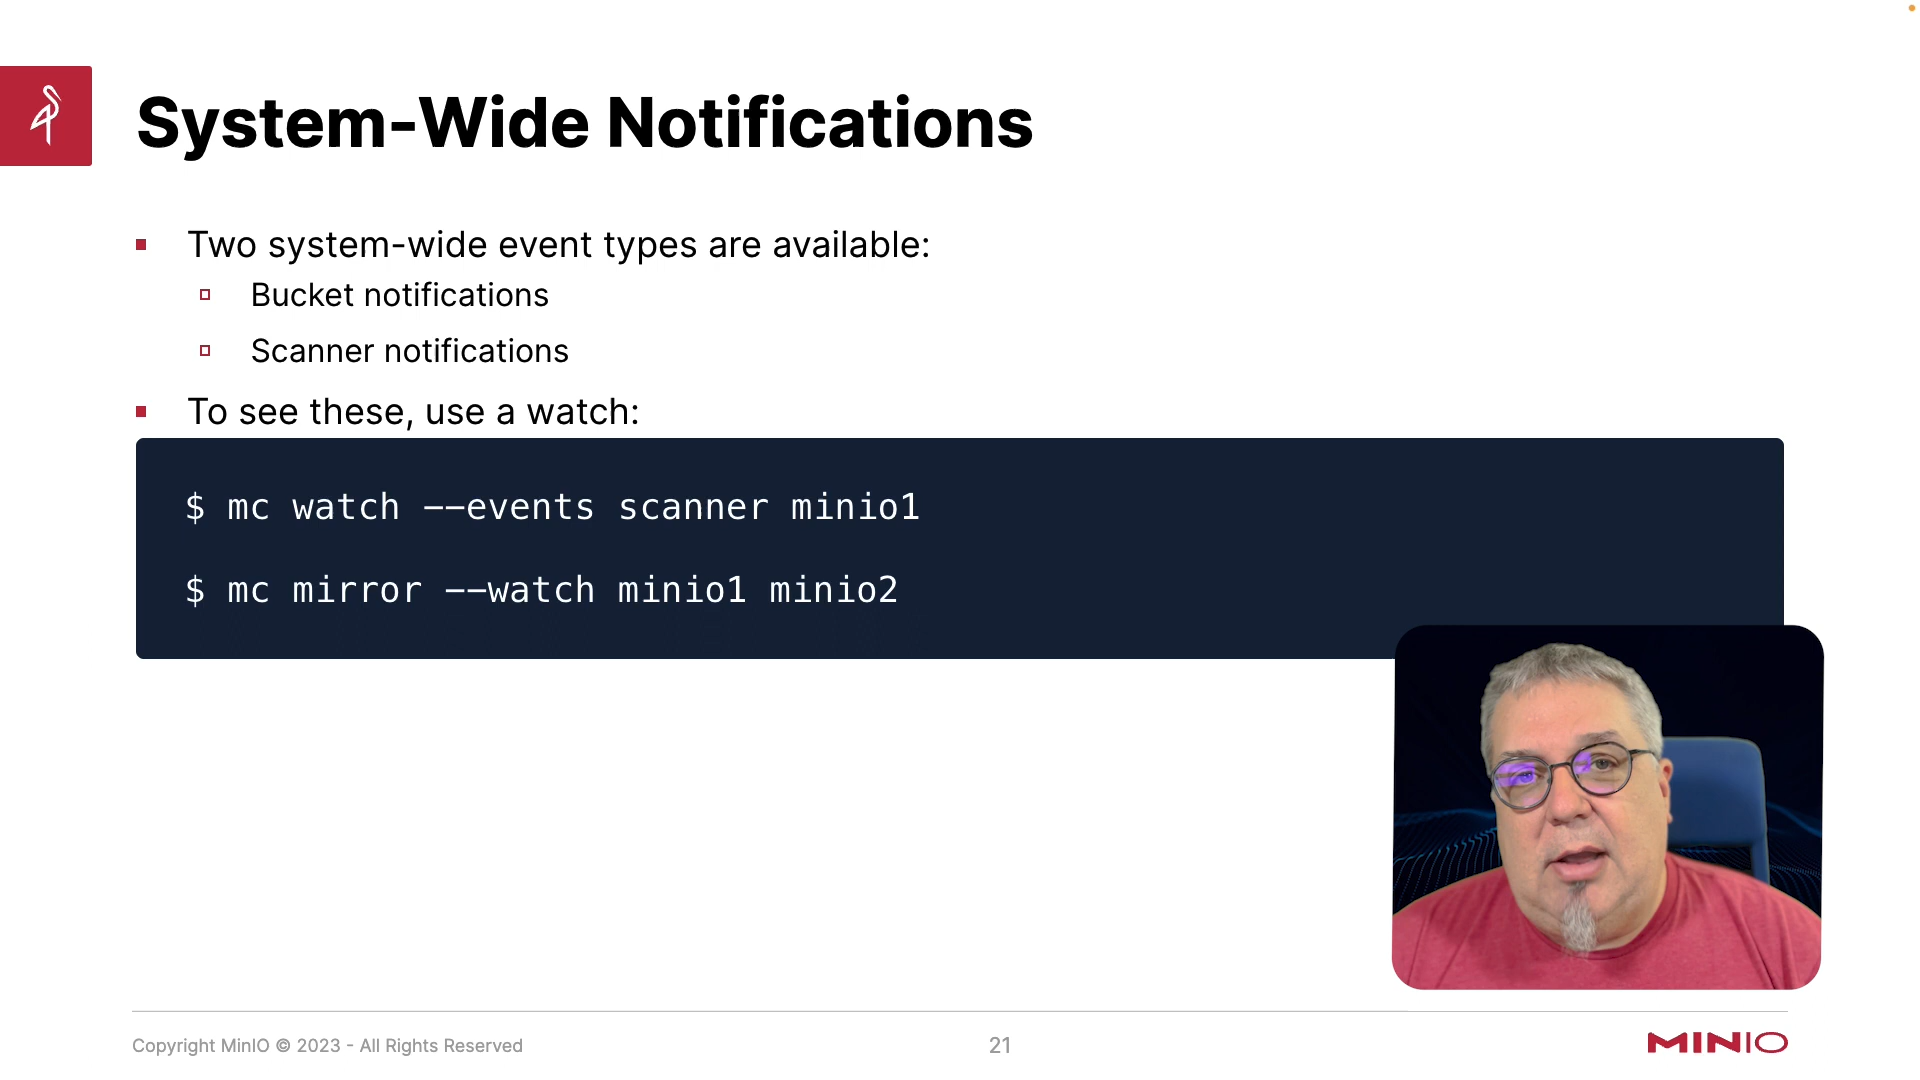 System-Wide Notifications
Two system-wide event types are available:
Bucket notifications
Scanner notifications
To see these, use a watch:
$ mc watch --events scanner minio1
$ mc mirror --watch minio1 minio2
Copyright MinIO © 2023 - All Rights Reserved
21
MINIO